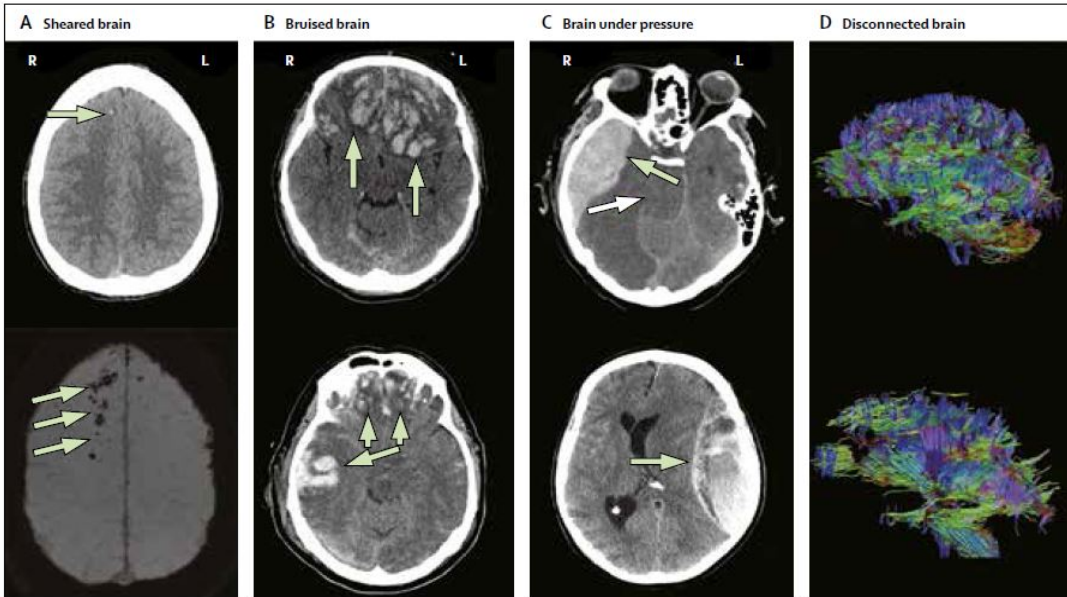 A Sheared brain
B Bruised brain
C Brain under pressure
D Disconnected brain
R L
R L
R L